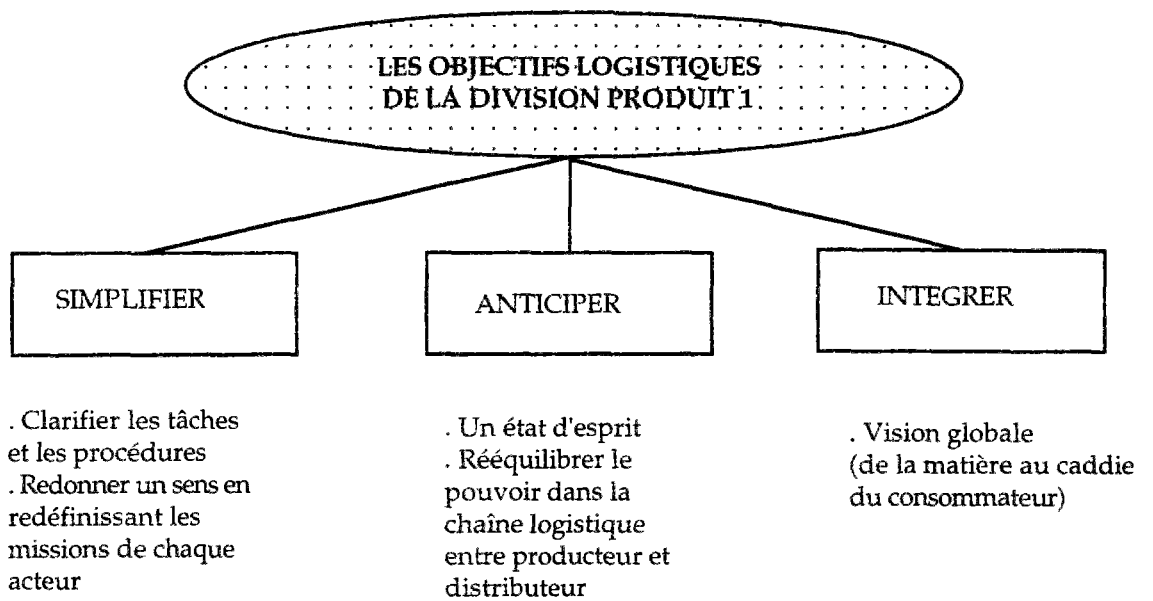 LES OBJECTIFS LOGISTIQUES
DE LA DIVISION PRODUIT 1
SIMPLIFIER
ANTICIPER
INTEGRER
. Clarifier les tâches
et les procédures
. Redonner un sens en
redéfinissant les
missions de chaque
acteur
. Un état d'esprit
. Rééquilibrer le
pouvoir dans la
chaîne logistique
entre producteur et
distributeur
. Vision globale
(de la matière au caddie
du consommateur)